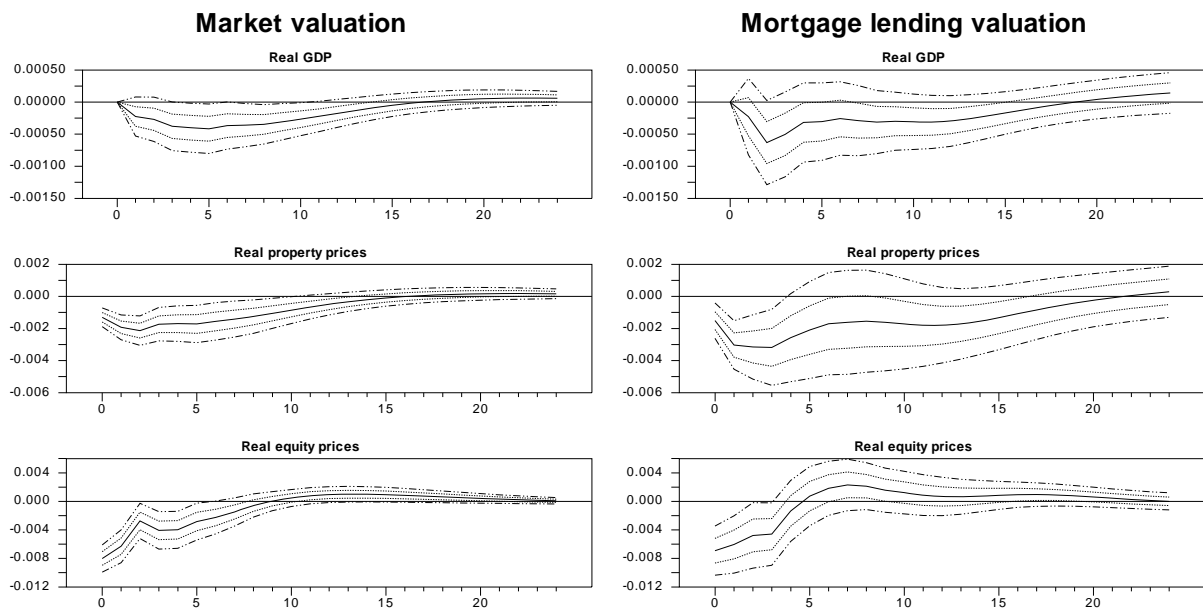 Market valuation
Mortgage lending valuation
Real GDP
0.00050
0.00000
-0.00050
-0.00100
-0.00150
0 5 10 15 20
Real GDP
0.00050
0.00000
-0.00050
-0.00100
-0.00150
0 5 10 15 20
Real property prices
0.002
0.000
-0.002
-0.004
-0.006
0 5 10 15 20
Real property prices
0.002
0.000
-0.002
-0.004
-0.006
0 5 10 15 20
Real equity prices
0.004
0.000
-0.004
-0.008
-0.012
0 5 10 15 20
Real equity prices
0.004
0.000
-0.004
-0.008
-0.012
0 5 10 15 20